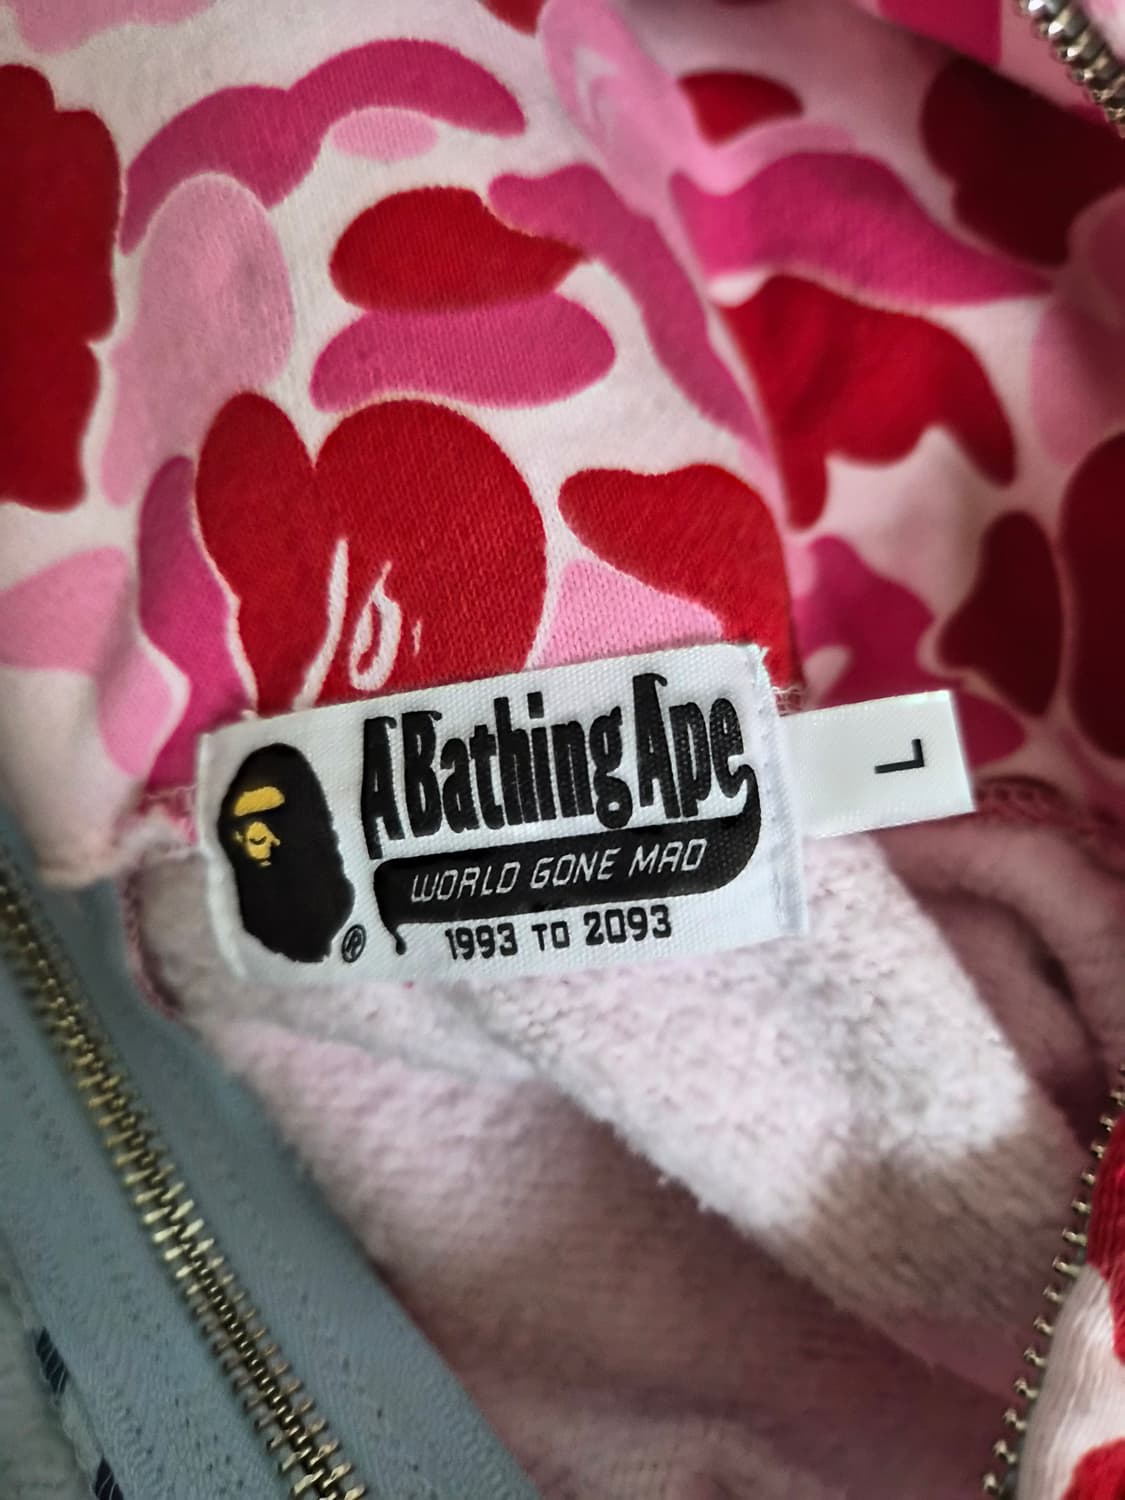 A Bathing Ape
WORLD GONE MAD
1993 TO 2093
®
L